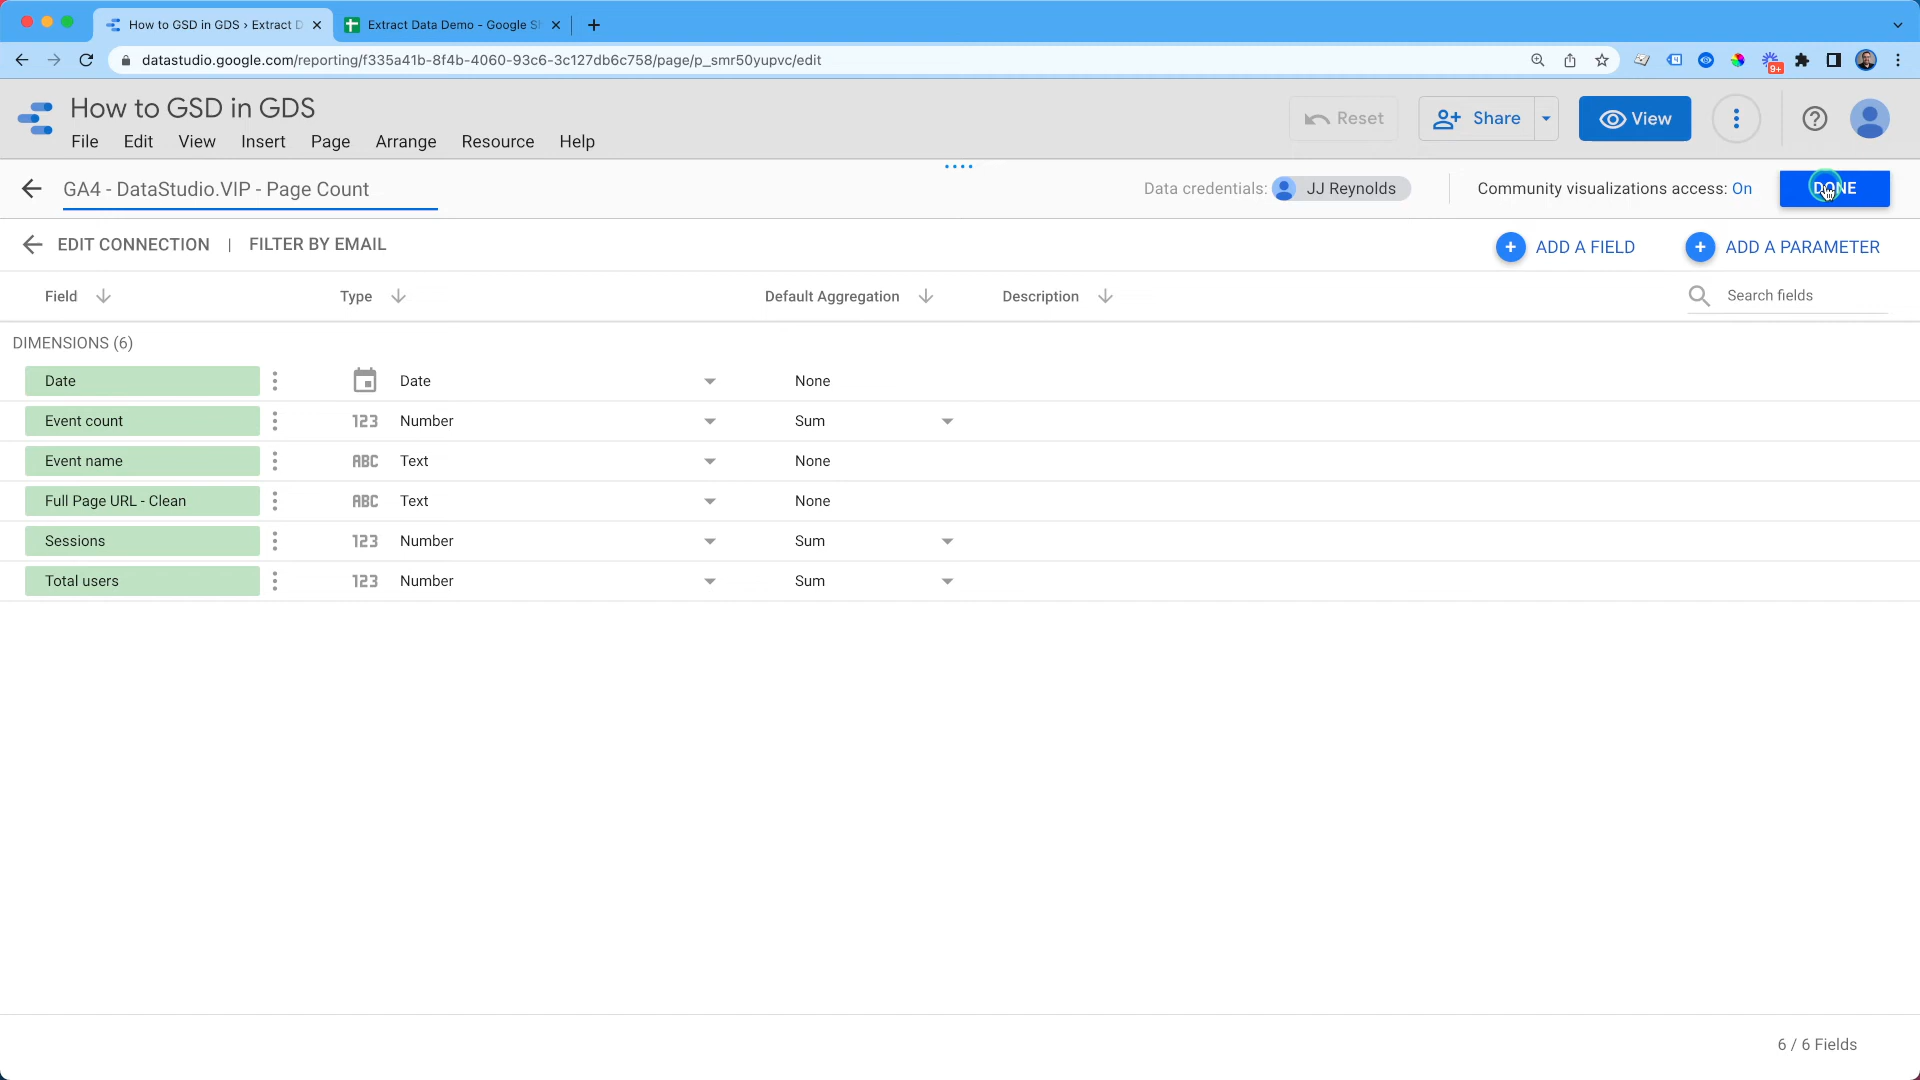 How to GSD in GDS › Extract D
Extract Data Demo - Google Sh
datastudio.google.com/reporting/f335a41b-8f4b-4060-93c6-3c127db6c758/page/p_smr50yupvc/edit
9+
How to GSD in GDS
File Edit View Insert Page Arrange Resource Help
Reset
Share
View
GA4 - DataStudio.VIP - Page Count
Data credentials: JJ Reynolds
Community visualizations access: On
DONE
EDIT CONNECTION | FILTER BY EMAIL
+ ADD A FIELD
+ ADD A PARAMETER
Field Type Default Aggregation Description Search fields
DIMENSIONS (6)
Date Date None
Event count 123 Number Sum
Event name ABC Text None
Full Page URL - Clean ABC Text None
Sessions 123 Number Sum
Total users 123 Number Sum
6 / 6 Fields